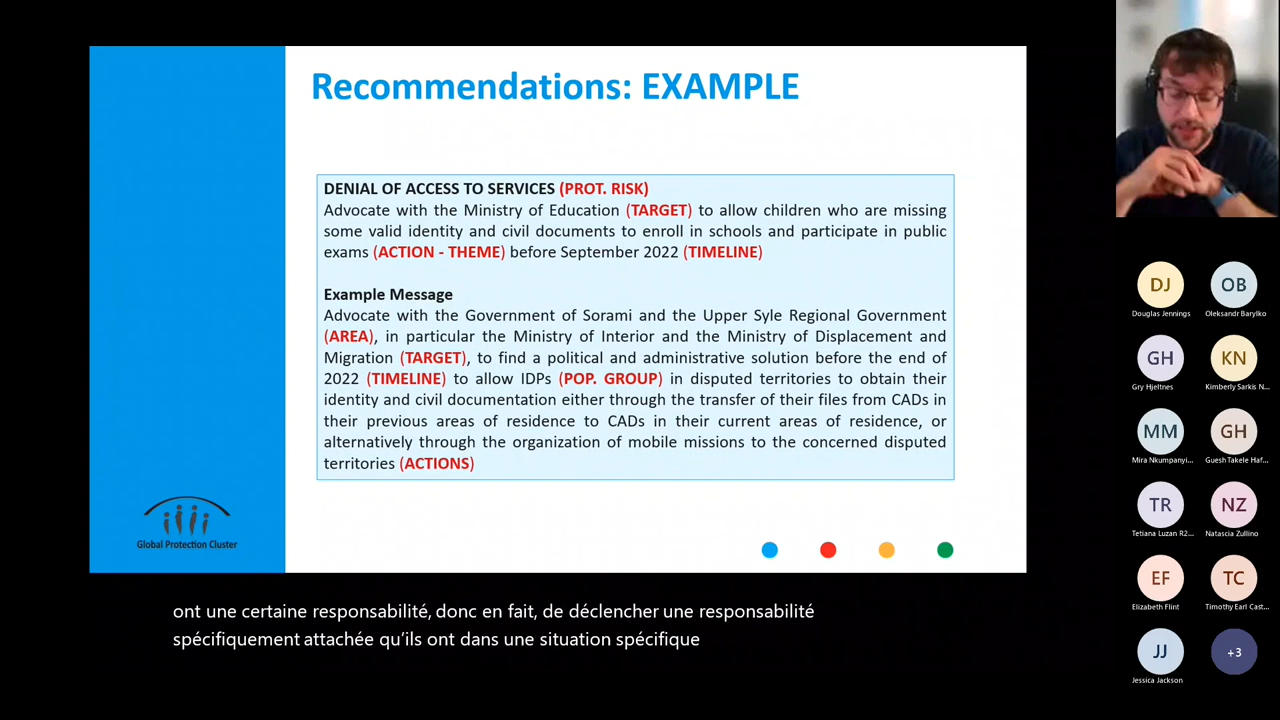 Recommendations: EXAMPLE
DENIAL OF ACCESS TO SERVICES (PROT. RISK)
Advocate with the Ministry of Education (TARGET) to allow children who are missing
some valid identity and civil documents to enroll in schools and participate in public
exams (ACTION - THEME) before September 2022 (TIMELINE)
Example Message
Advocate with the Government of Sorami and the Upper Syle Regional Government
(AREA), in particular the Ministry of Interior and the Ministry of Displacement and
Migration (TARGET), to find a political and administrative solution before the end of
2022 (TIMELINE) to allow IDPs (POP. GROUP) in disputed territories to obtain their
identity and civil documentation either through the transfer of their files from CADs in
their previous areas of residence to CADs in their current areas of residence, or
alternatively through the organization of mobile missions to the concerned disputed
territories (ACTIONS)
Global Protection Cluster
ont une certaine responsabilité, donc en fait, de déclencher une responsabilité
spécifiquement attachée qu'ils ont dans une situation spécifique
DJ
OB
Douglas Jennings
Oleksandr Barylko
GH
KN
Gry Hjeltnes
Kimberly Sarkis N...
MM
GH
Mira Nkumpanyi...
Guesh Takele Haf...
TR
NZ
Tetiana Luzan R2...
Natascia Zullino
EF
TC
Elizabeth Flint
Timothy Earl Cast...
JJ
+3
Jessica Jackson